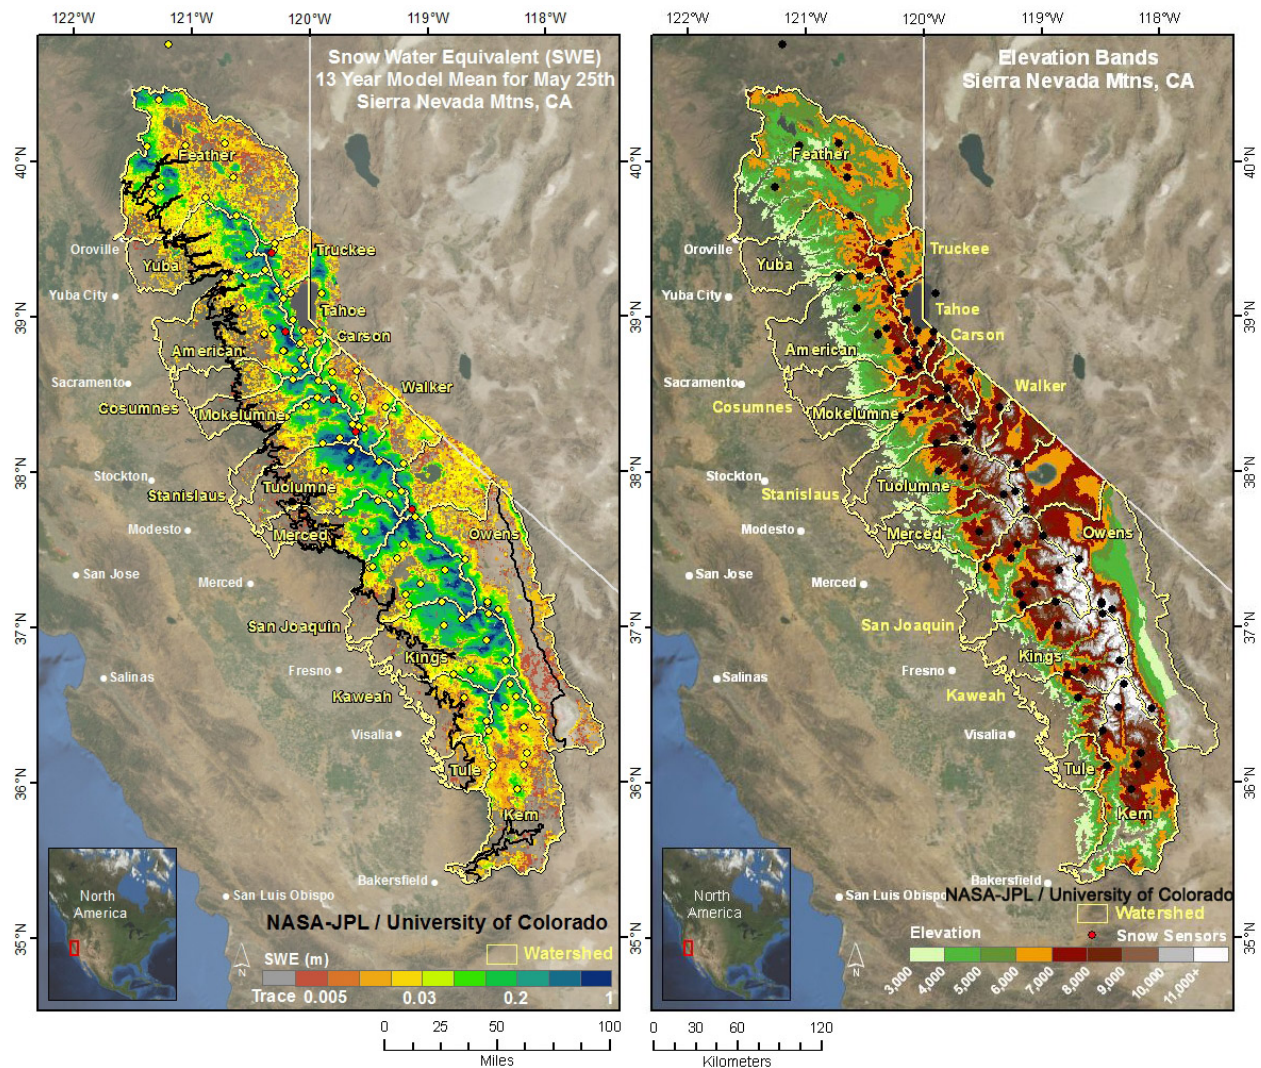 122°W 121°W 120°W 119°W 118°W
Snow Water Equivalent (SWE)
13 Year Model Mean for May 25th
Sierra Nevada Mtns, CA
40°N
39°N
38°N
37°N
36°N
35°N
Feather
Oroville
Truckee
Yuba
Yuba City
Tahoe
Carson
American
Sacramento
Walker
Cosumnes
Mokelumne
Stockton
Tuolumne
Stanislaus
Modesto
Merced
Owens
San Jose
Merced
San Joaquin
Kings
Fresno
Salinas
Kaweah
Visalia
Tule
Kern
Bakersfield
San Luis Obispo
North
America
NASA-JPL / University of Colorado
N
SWE (m)
Watershed
Trace 0.005 0.03 0.2 1
0 25 50 100
Miles
122°W 121°W 120°W 119°W 118°W
Elevation Bands
Sierra Nevada Mtns, CA
40°N
39°N
38°N
37°N
36°N
35°N
Feather
Oroville
Truckee
Yuba
Yuba City
Tahoe
Carson
American
Sacramento
Walker
Cosumnes
Mokelumne
Stockton
Tuolumne
Stanislaus
Modesto
Merced
Owens
San Jose
Merced
San Joaquin
Kings
Fresno
Salinas
Kaweah
Visalia
Tule
Kern
Bakersfield
San Luis Obispo
North
America
NASA-JPL / University of Colorado
Watershed
N
Elevation
Snow Sensors
3,000 4,000 5,000 6,000 7,000 8,000 9,000 10,000 11,000+
0 30 60 120
Kilometers